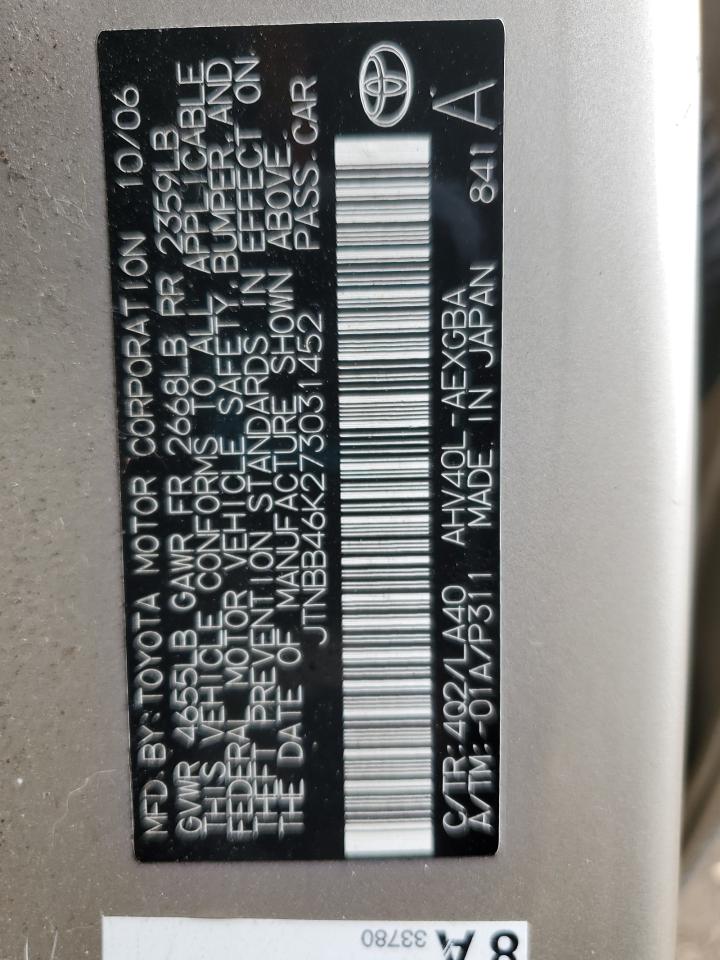 MFD. BY: TOYOTA MOTOR CORPORATION 10/06
GVWR 4655LB GAWR FR 2668LB RR 2359LB
THIS VEHICLE CONFORMS TO ALL APPLICABLE
FEDERAL MOTOR VEHICLE SAFETY, BUMPER, AND
THEFT PREVENTION STANDARDS IN EFFECT ON
THE DATE OF MANUFACTURE SHOWN ABOVE.
JTNBB46K273031452 PASS. CAR
C/TR: 4Q2/LA40 AHV40L-AEXGBA 841 A
A/TM: -01A/P311 MADE IN JAPAN
8 A
33780